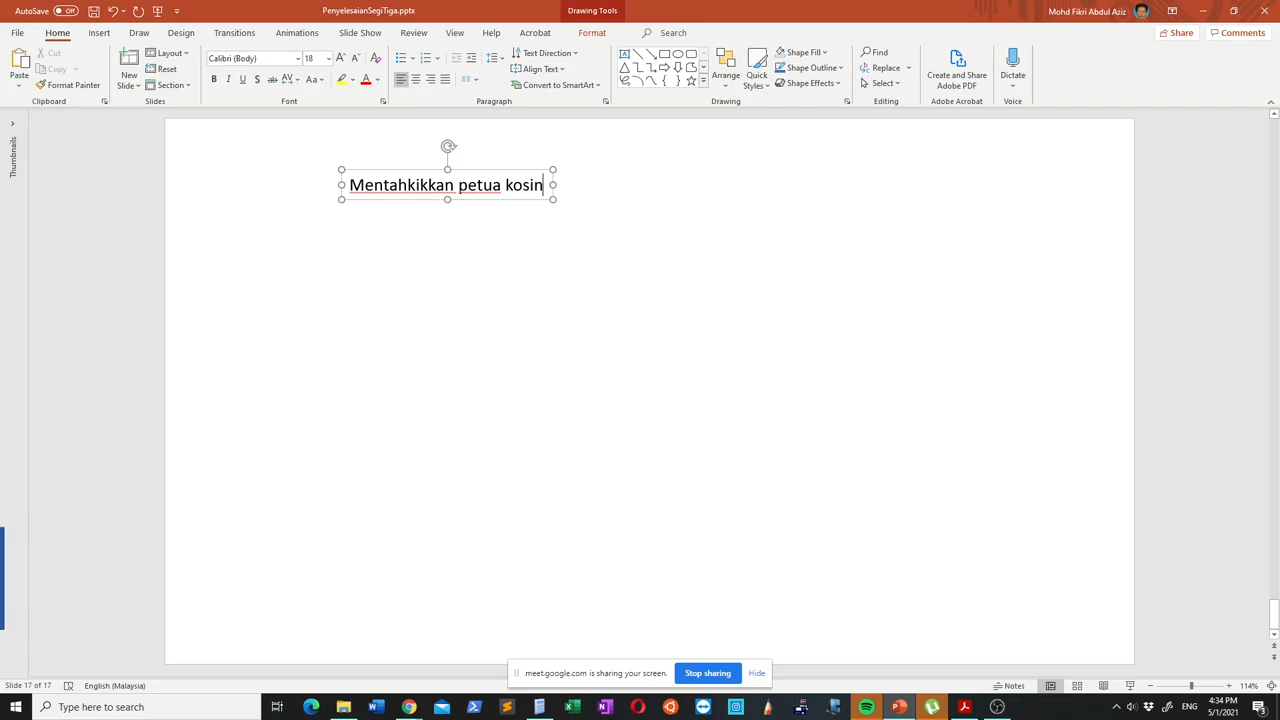 AutoSave Off
PenyelesaianSegiTiga.pptx
Drawing Tools
Mohd Fikri Abdul Aziz
File Home Insert Draw Design Transitions Animations Slide Show Review View Help Acrobat Format Search
Share Comments
Paste
Cut
Copy
Format Painter
Clipboard
New Slide
Layout
Reset
Section
Slides
Calibri (Body) 18
Font
Text Direction
Align Text
Convert to SmartArt
Paragraph
Arrange
Quick Styles
Shape Fill
Shape Outline
Shape Effects
Drawing
Find
Replace
Select
Editing
Create and Share Adobe PDF
Adobe Acrobat
Dictate
Voice
Thumbnails
Mentahkikkan petua kosin
meet.google.com is sharing your screen. Stop sharing Hide
Slide 17 of 17 English (Malaysia) Notes 114%
Type here to search
ENG
4:34 PM
5/1/2021